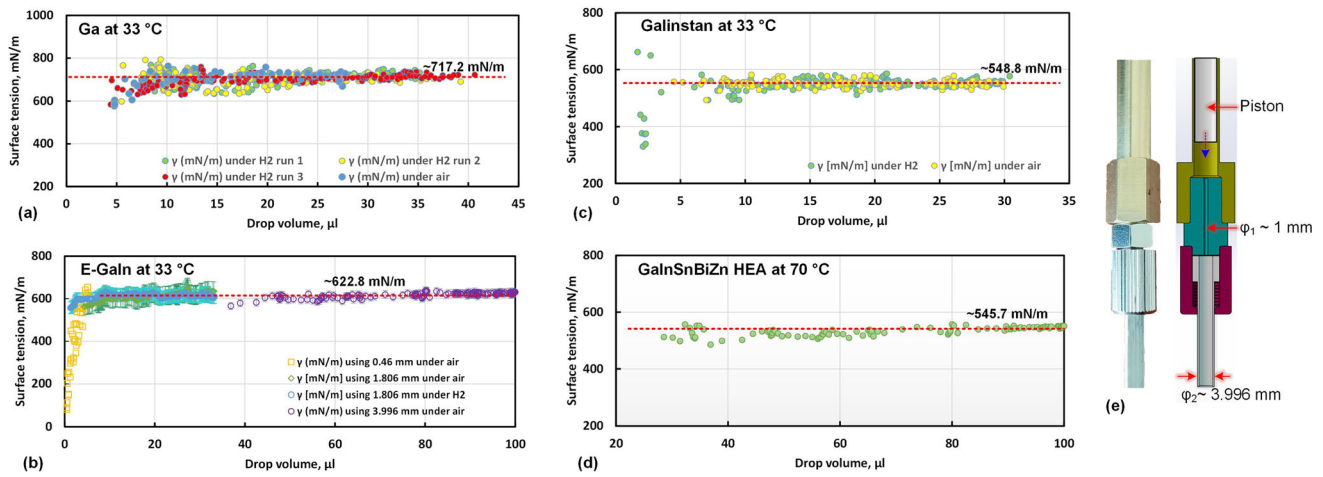 Ga at 33 °C
~717.2 mN/m
1000
800
600
400
200
0
5
10
15
20
25
30
35
40
45
Surface tension, mN/m
Drop volume, µl
γ (mN/m) under H2 run 1
γ (mN/m) under H2 run 2
γ (mN/m) under H2 run 3
γ (mN/m) under air
(a)
E-GaIn at 33 °C
~622.8 mN/m
800
600
400
200
0
0
20
40
60
80
100
Surface tension, mN/m
Drop volume, µl
γ (mN/m) using 0.46 mm under air
γ [mN/m] using 1.806 mm under air
γ [mN/m] using 1.806 mm under H2
γ (mN/m) using 3.996 mm under air
(b)
Galinstan at 33 °C
~548.8 mN/m
800
600
400
200
0
5
10
15
20
25
30
35
Surface tension, mN/m
Drop volume, µl
γ [mN/m] under H2
γ [mN/m] under air
(c)
GaInSnBiZn HEA at 70 °C
~545.7 mN/m
800
600
400
200
0
20
40
60
80
100
Surface tension, mN/m
Drop volume, µl
(d)
Piston
φ₁ ~ 1 mm
φ₂~ 3.996 mm
(e)